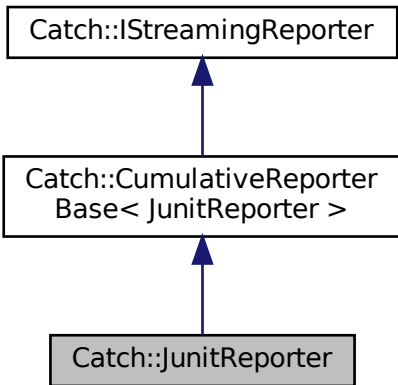 Catch::IStreamingReporter
Catch::CumulativeReporter
Base< JunitReporter >
Catch::JunitReporter